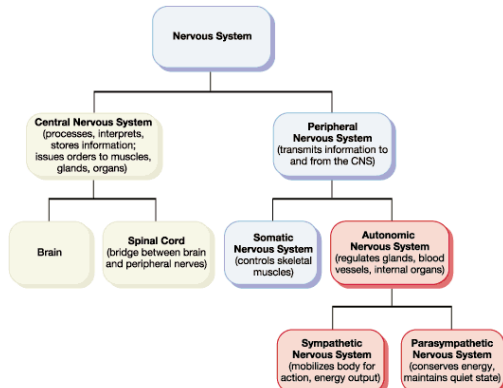 Nervous System
Central Nervous System
(processes, interprets,
stores information;
issues orders to muscles,
glands, organs)
Peripheral
Nervous System
(transmits information to
and from the CNS)
Brain
Spinal Cord
(bridge between brain
and peripheral nerves)
Somatic
Nervous System
(controls skeletal
muscles)
Autonomic
Nervous System
(regulates glands, blood
vessels, internal organs)
Sympathetic
Nervous System
(mobilizes body for
action, energy output)
Parasympathetic
Nervous System
(conserves energy,
maintains quiet state)